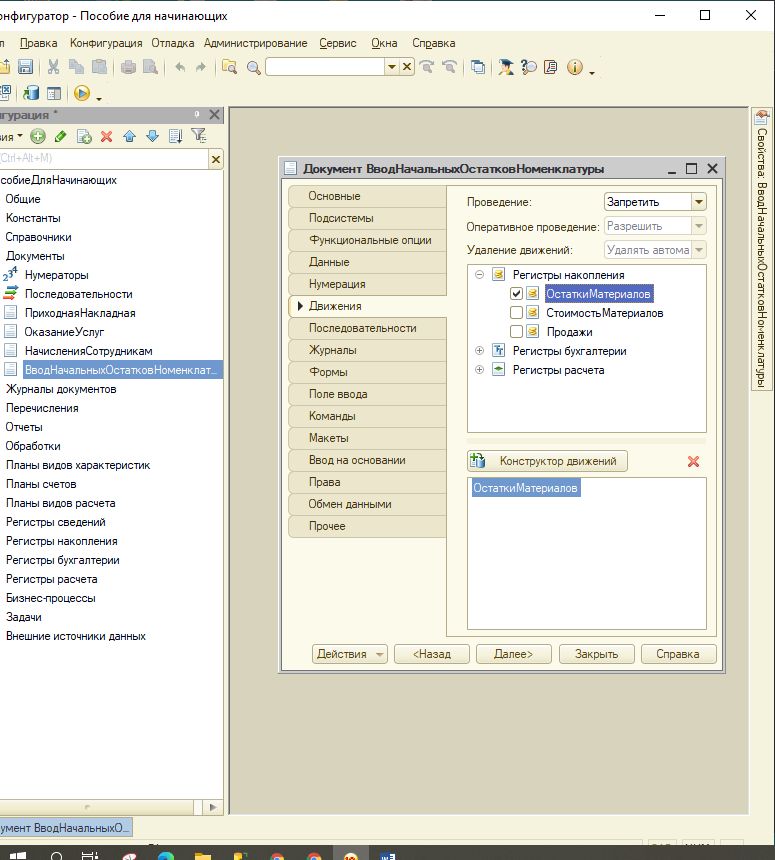 онфигуратор - Пособие для начинающих
л Правка Конфигурация Отладка Администрирование Сервис Окна Справка
игурация *
ия
(Ctrl+Alt+M)
собиеДляНачинающих
Общие
Константы
Справочники
Документы
Нумераторы
Последовательности
ПриходнаяНакладная
ОказаниеУслуг
НачисленияСотрудникам
ВводНачальныхОстатковНоменклат...
Журналы документов
Перечисления
Отчеты
Обработки
Планы видов характеристик
Планы счетов
Планы видов расчета
Регистры сведений
Регистры накопления
Регистры бухгалтерии
Регистры расчета
Бизнес-процессы
Задачи
Внешние источники данных
Документ ВводНачальныхОстатковНоменклатуры
Основные
Подсистемы
Функциональные опции
Данные
Нумерация
Движения
Последовательности
Журналы
Формы
Поле ввода
Команды
Макеты
Ввод на основании
Права
Обмен данными
Прочее
Проведение: Запретить
Оперативное проведение: Разрешить
Удаление движений: Удалять автома
Регистры накопления
ОстаткиМатериалов
СтоимостьМатериалов
Продажи
Регистры бухгалтерии
Регистры расчета
Конструктор движений
ОстаткиМатериалов
Действия <Назад Далее> Закрыть Справка
Свойства: ВводНачальныхОстатковНоменклатуры
умент ВводНачальныхО...